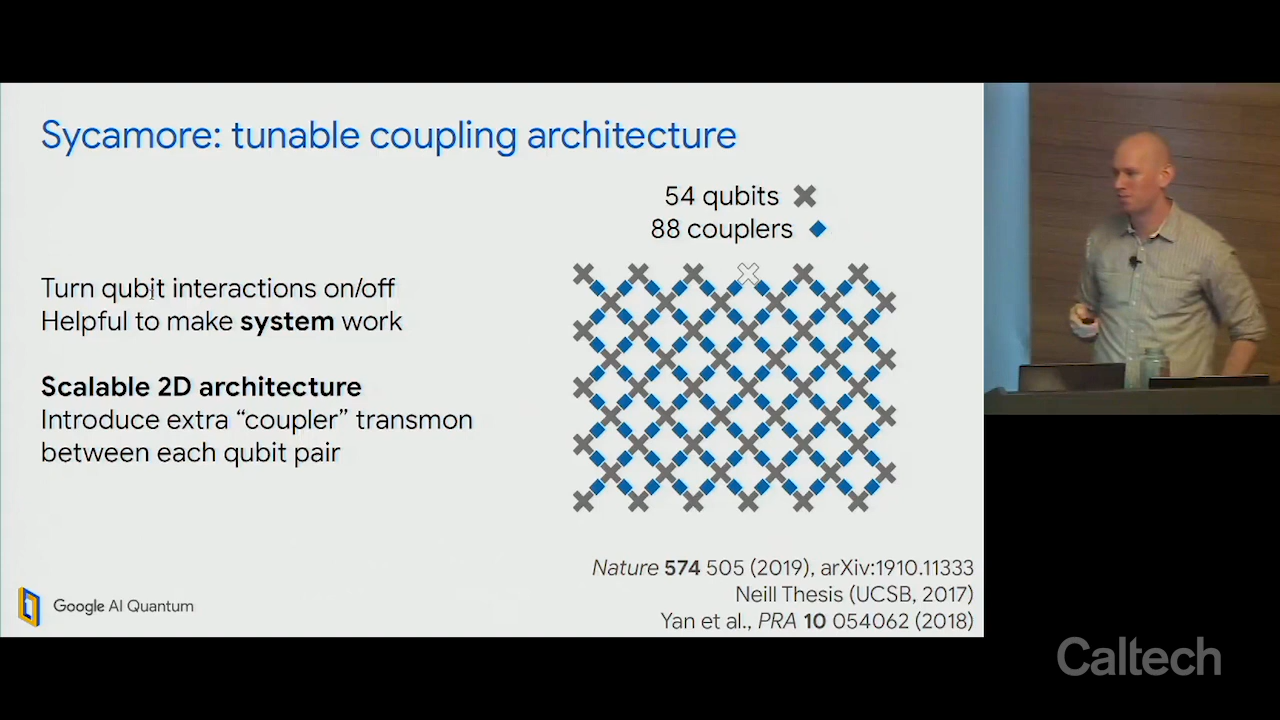 Sycamore: tunable coupling architecture
54 qubits
88 couplers
Turn qubit interactions on/off
Helpful to make system work
Scalable 2D architecture
Introduce extra “coupler” transmon
between each qubit pair
Nature 574 505 (2019), arXiv:1910.11333
Neill Thesis (UCSB, 2017)
Yan et al., PRA 10 054062 (2018)
Google AI Quantum
Caltech